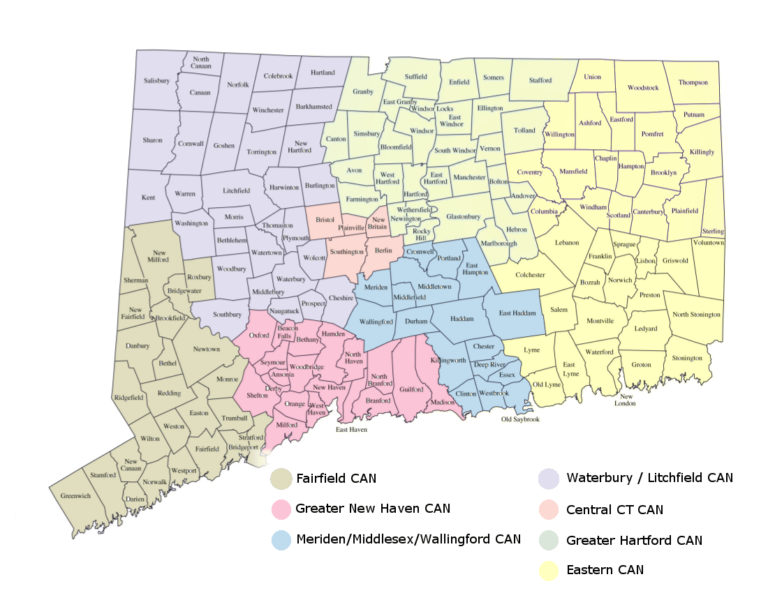 North
Canaan
Salisbury
Canaan
Norfolk
Colebrook
Hartland
Granby
Suffield
Enfield
Somers
Stafford
Union
Woodstock
Thompson
East Granby
Windsor Locks
Winchester
Barkhamsted
East
Windsor
Ellington
Putnam
Sharon
Cornwall
Goshen
Torrington
New
Hartford
Canton
Simsbury
Bloomfield
Windsor
South Windsor
Vernon
Tolland
Willington
Ashford
Eastford
Pomfret
Killingly
Chaplin
Hampton
Brooklyn
Kent
Warren
Litchfield
Harwinton
Burlington
Avon
West
Hartford
Hartford
East
Hartford
Manchester
Bolton
Coventry
Mansfield
Andover
Columbia
Windham
Scotland
Canterbury
Plainfield
Sterling
Farmington
Wethersfield
Newington
Glastonbury
Hebron
Marlborough
Rocky
Hill
Washington
Morris
Bethlehem
Thomaston
Plymouth
Watertown
Wolcott
Bristol
Plainville
New
Britain
Southington
Berlin
Cromwell
Portland
East
Hampton
Lebanon
Franklin
Sprague
Lisbon
Griswold
Voluntown
New
Milford
Sherman
Roxbury
Bridgewater
Woodbury
Waterbury
Middlebury
Southbury
Naugatuck
Prospect
Cheshire
Meriden
Middletown
Middlefield
Colchester
Bozrah
Norwich
Preston
North Stonington
New
Fairfield
Brookfield
Danbury
Bethel
Newtown
Oxford
Beacon
Falls
Bethany
Hamden
Wallingford
Durham
Haddam
East Haddam
Salem
Montville
Ledyard
Stonington
Seymour
Woodbridge
Ansonia
Derby
North
Haven
North
Branford
Guilford
Killingworth
Chester
Deep River
Essex
Lyme
East
Lyme
Waterford
Groton
Ridgefield
Redding
Monroe
Shelton
New Haven
Orange
West
Haven
Branford
Madison
Clinton
Westbrook
Old Lyme
New
London
Easton
Trumbull
Milford
East Haven
Old Saybrook
Wilton
Weston
Stratford
Bridgeport
Fairfield
Westport
New
Canaan
Norwalk
Darien
Stamford
Greenwich
Fairfield CAN
Greater New Haven CAN
Meriden/Middlesex/Wallingford CAN
Waterbury / Litchfield CAN
Central CT CAN
Greater Hartford CAN
Eastern CAN